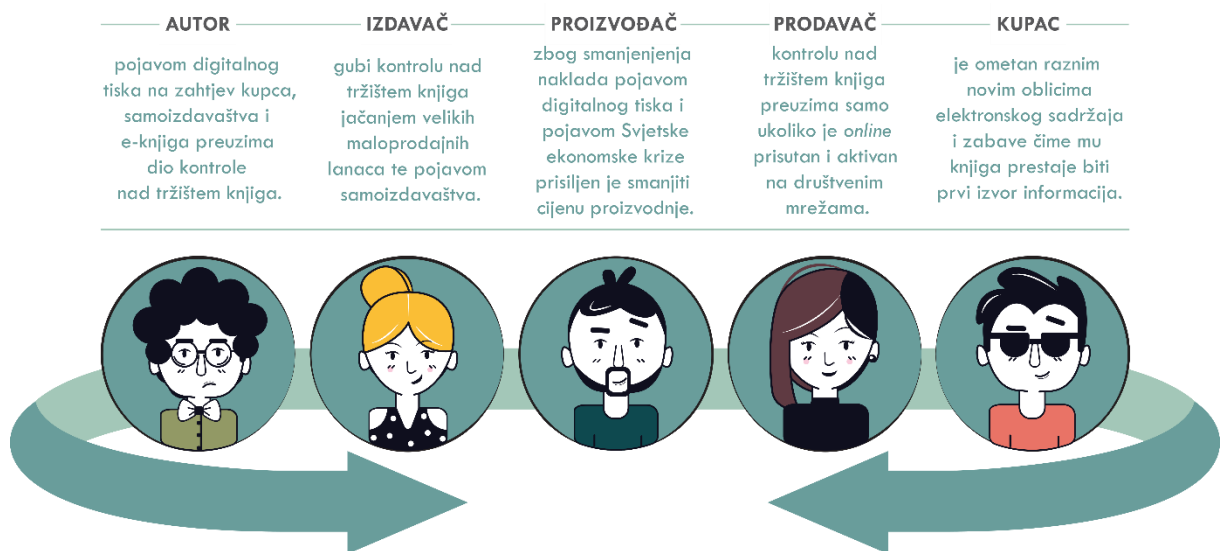 AUTOR
pojavom digitalnog
tiska na zahtjev kupca,
samoizdavaštva i
e-knjiga preuzima
dio kontrole
nad tržištem knjiga.
IZDAVAČ
gubi kontrolu nad
tržištem knjiga
jačanjem velikih
maloprodajnih
lanaca te pojavom
samoizdavaštva.
PROIZVOĐAČ
zbog smanjenjenja
naklada pojavom
digitalnog tiska i
pojavom Svjetske
ekonomske krize
prisiljen je smanjiti
cijenu proizvodnje.
PRODAVAČ
kontrolu nad
tržištem knjiga
preuzima samo
ukoliko je online
prisutan i aktivan
na društvenim
mrežama.
KUPAC
je ometan raznim
novim oblicima
elektronskog sadržaja
i zabave čime mu
knjiga prestaje biti
prvi izvor informacija.